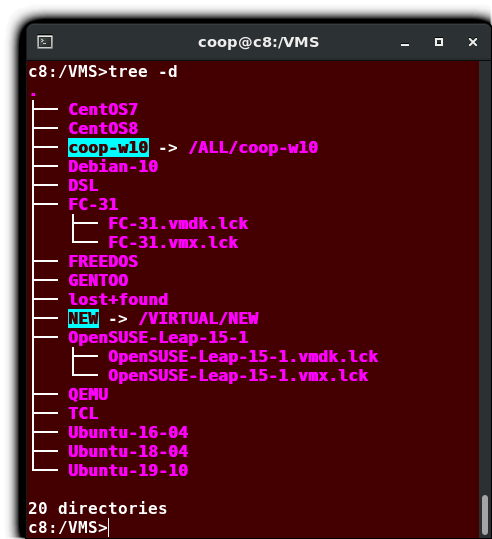 coop@c8:/VMS
c8:/VMS>tree -d
.
├── CentOS7
├── CentOS8
├── coop-w10 -> /ALL/coop-w10
├── Debian-10
├── DSL
├── FC-31
│   ├── FC-31.vmdk.lck
│   └── FC-31.vmx.lck
├── FREEDOS
├── GENTOO
├── lost+found
├── NEW -> /VIRTUAL/NEW
├── OpenSUSE-Leap-15-1
│   ├── OpenSUSE-Leap-15-1.vmdk.lck
│   └── OpenSUSE-Leap-15-1.vmx.lck
├── QEMU
├── TCL
├── Ubuntu-16-04
├── Ubuntu-18-04
└── Ubuntu-19-10
20 directories
c8:/VMS>